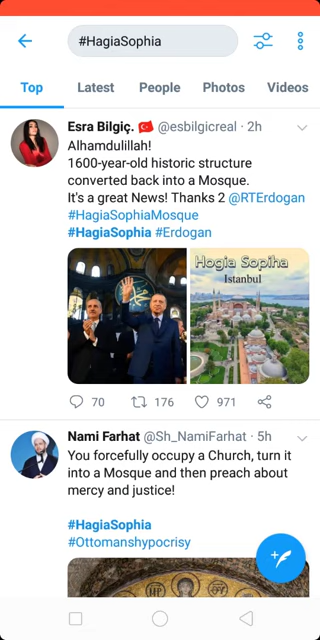 #HagiaSophia
Top Latest People Photos Videos
Esra Bilgiç. 🇹🇷 @esbilgicreal · 2h
Alhamdulillah!
1600-year-old historic structure
converted back into a Mosque.
It's a great News! Thanks 2 @RTErdogan
#HagiaSophiaMosque
#HagiaSophia #Erdogan
Hogia Sopiha
Istanbul
70 176 971
Nami Farhat @Sh_NamiFarhat · 5h
You forcefully occupy a Church, turn it
into a Mosque and then preach about
mercy and justice!
#HagiaSophia
#Ottomanshypocrisy